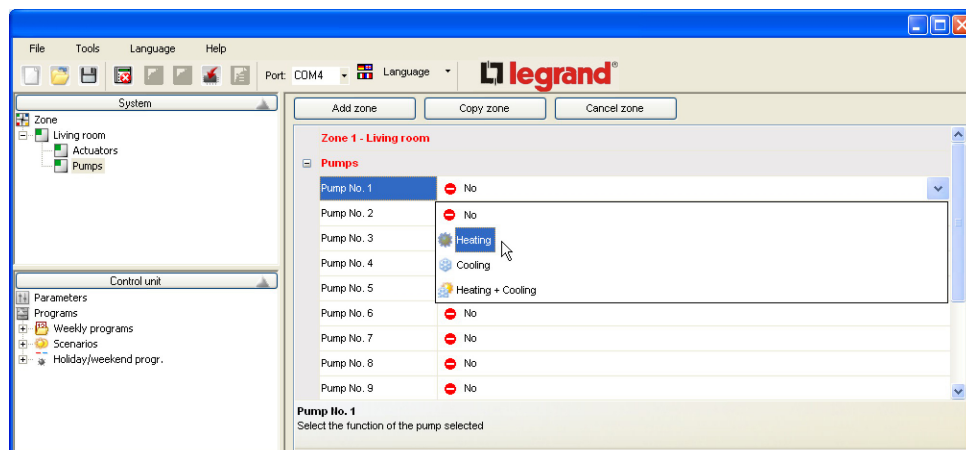 File Tools Language Help
Port: COM4 Language legrand®
System
Zone
Living room
Actuators
Pumps
Control unit
Parameters
Programs
Weekly programs
Scenarios
Holiday/weekend progr.
Add zone Copy zone Cancel zone
Zone 1 - Living room
Pumps
Pump No. 1 No
Pump No. 2 No
Pump No. 3 Heating
Pump No. 4 Cooling
Pump No. 5 Heating + Cooling
Pump No. 6 No
Pump No. 7 No
Pump No. 8 No
Pump No. 9 No
Pump No. 1
Select the function of the pump selected